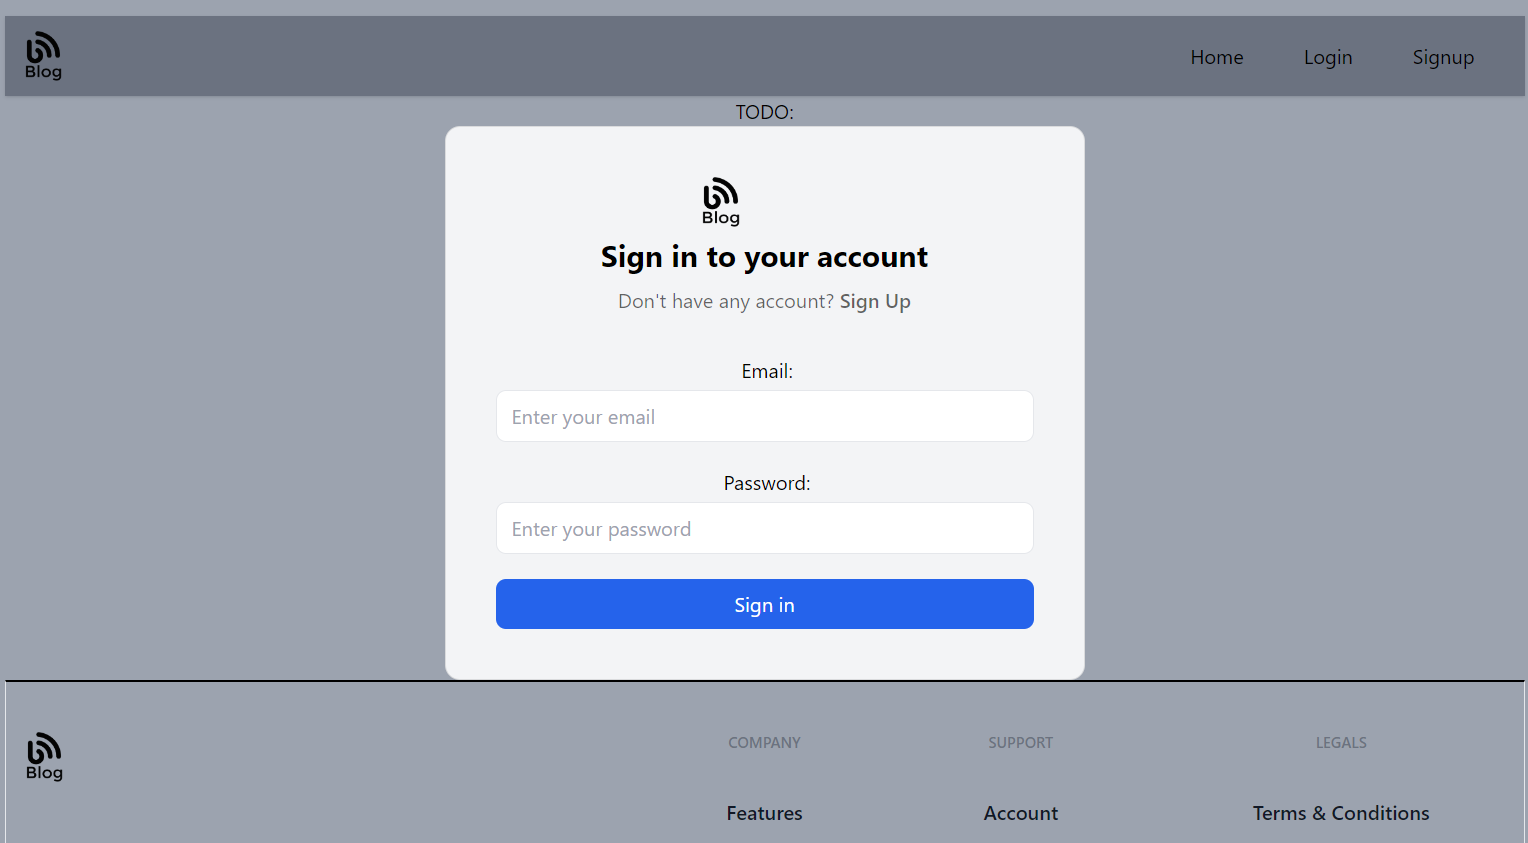 Blog
Home Login Signup
TODO:
Blog
Sign in to your account
Don't have any account? Sign Up
Email:
Enter your email
Password:
Enter your password
Sign in
Blog
COMPANY SUPPORT LEGALS
Features Account Terms & Conditions